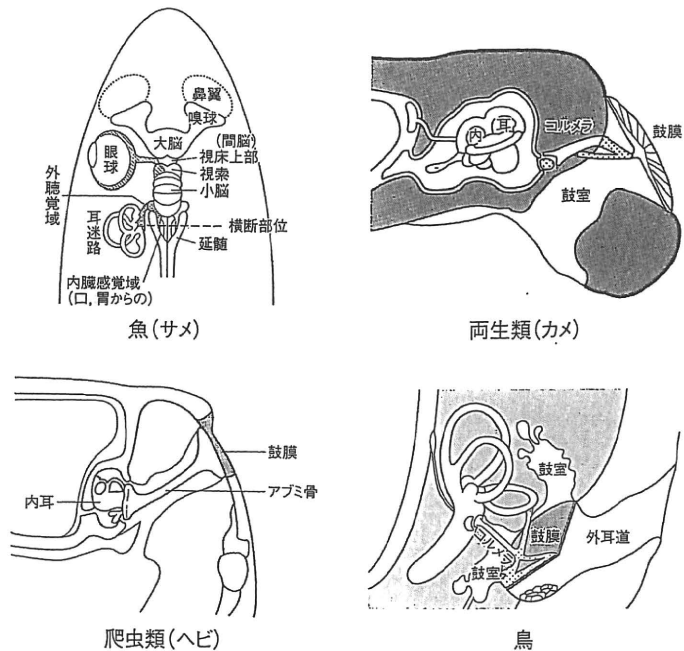 鼻翼
嗅球
大脳
(間脳)
視床上部
視索
小脳
眼球
外聴覚域
耳迷路
横断部位
延髄
内臓感覚域
(口,胃からの)
魚(サメ)
内耳
コルメラ
鼓膜
鼓室
両生類(カメ)
鼓膜
アブミ骨
内耳
爬虫類(ヘビ)
鼓室
コルメラ
鼓膜
外耳道
鼓室
鳥